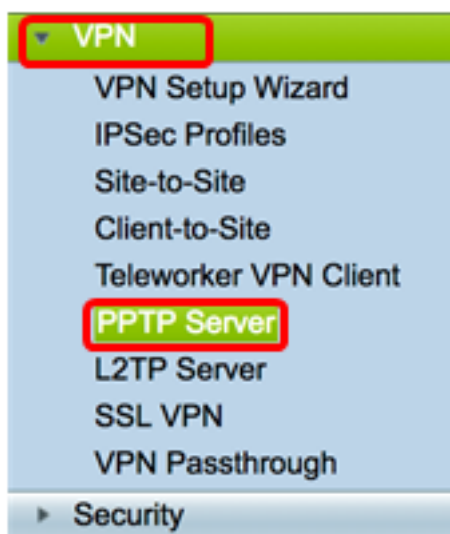 VPN
VPN Setup Wizard
IPSec Profiles
Site-to-Site
Client-to-Site
Teleworker VPN Client
PPTP Server
L2TP Server
SSL VPN
VPN Passthrough
Security